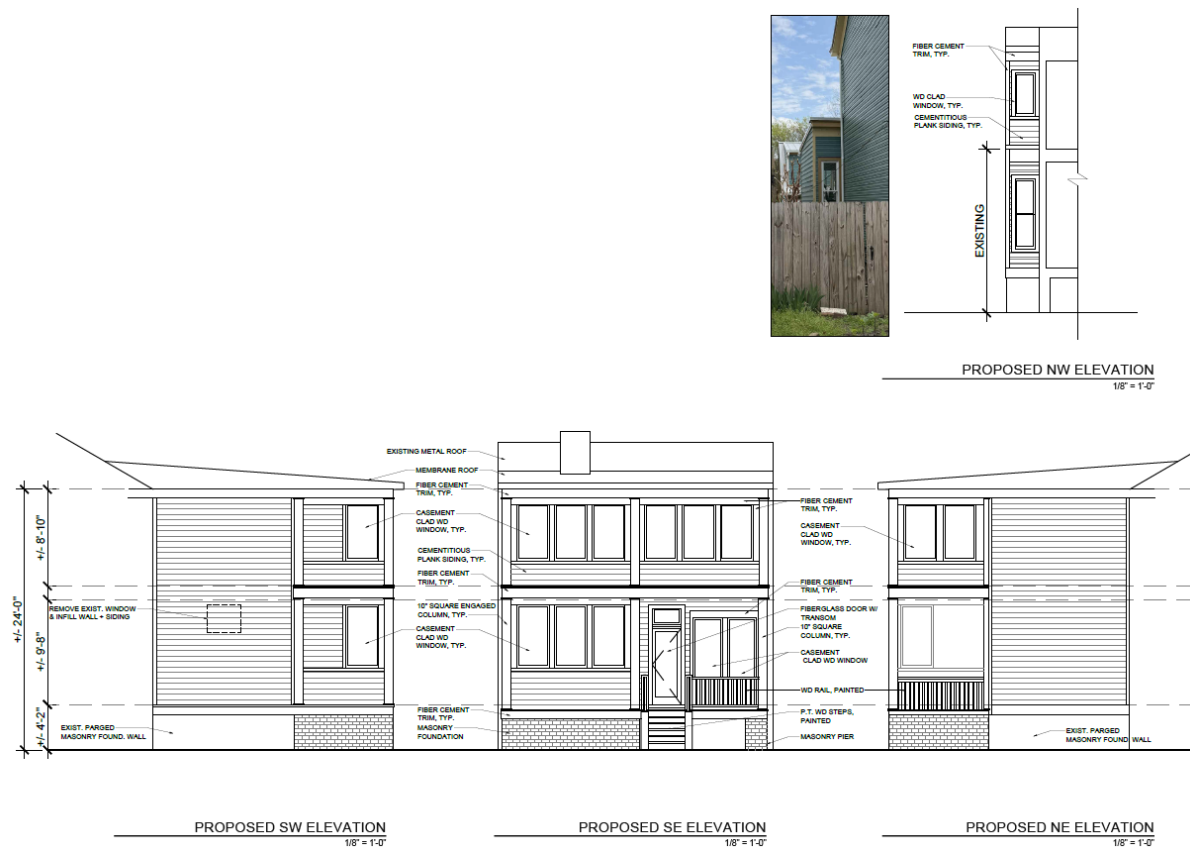 FIBER CEMENT
TRIM, TYP.
WD CLAD
WINDOW, TYP.
CEMENTITIOUS
PLANK SIDING, TYP.
EXISTING
PROPOSED NW ELEVATION
1/8" = 1'-0"
+/- 24'-0"
+/- 8'-10"
+/- 9'-8"
+/- 4'-2"
REMOVE EXIST. WINDOW
& INFILL WALL + SIDING
EXIST. PARGED
MASONRY FOUND. WALL
PROPOSED SW ELEVATION
1/8" = 1'-0"
EXISTING METAL ROOF
MEMBRANE ROOF
FIBER CEMENT
TRIM, TYP.
CASEMENT
CLAD WD
WINDOW, TYP.
CEMENTITIOUS
PLANK SIDING, TYP.
FIBER CEMENT
TRIM, TYP.
10" SQUARE ENGAGED
COLUMN, TYP.
CASEMENT
CLAD WD
WINDOW, TYP.
FIBER CEMENT
TRIM, TYP.
MASONRY
FOUNDATION
PROPOSED SE ELEVATION
1/8" = 1'-0"
FIBER CEMENT
TRIM, TYP.
CASEMENT
CLAD WD
WINDOW, TYP.
FIBER CEMENT
TRIM, TYP.
FIBERGLASS DOOR W/
TRANSOM
10" SQUARE
COLUMN, TYP.
CASEMENT
CLAD WD WINDOW
WD RAIL, PAINTED
P.T. WD STEPS,
PAINTED
MASONRY PIER
EXIST. PARGED
MASONRY FOUND. WALL
PROPOSED NE ELEVATION
1/8" = 1'-0"